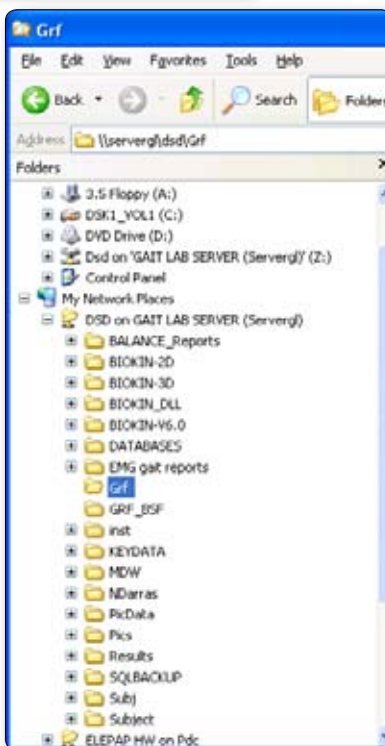 Grf
File Edit View Favorites Tools Help
Back Search Folders
Address \\servergl\dsd\Grf
Folders
3.5 Floppy (A:)
DSK1_VOL1 (C:)
DVD Drive (D:)
Dsd on 'GAIT LAB SERVER (Servergl)' (Z:)
Control Panel
My Network Places
DSD on GAIT LAB SERVER (Servergl)
BALANCE_Reports
BIOKIN-2D
BIOKIN-3D
BIOKIN_DLL
BIOKIN-V6.0
DATABASES
EMG gait reports
Grf
GRF_BSF
inst
KEYDATA
MDW
NDarras
PicData
Pics
Results
SQLBACKUP
Subj
Subject
ELEPAP HW on Pdc